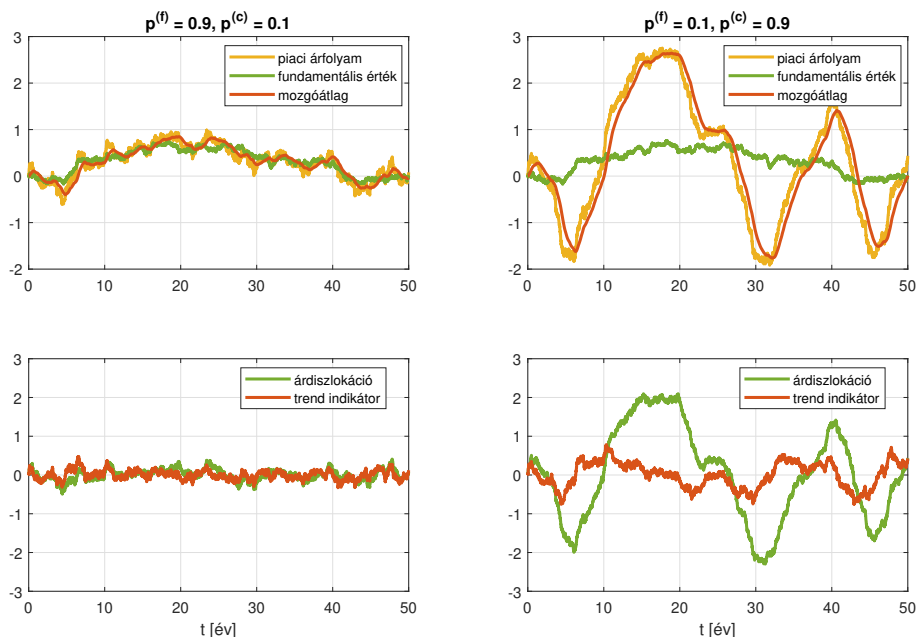 p^(f) = 0.9, p^(c) = 0.1
3
2
1
0
-1
-2
piaci árfolyam
fundamentális érték
mozgóátlag
0 10 20 30 40 50
p^(f) = 0.1, p^(c) = 0.9
3
2
1
0
-1
-2
piaci árfolyam
fundamentális érték
mozgóátlag
0 10 20 30 40 50
3
2
1
0
-1
-2
-3
árdiszlokáció
trend indikátor
0 10 20 30 40 50
t [év]
3
2
1
0
-1
-2
-3
árdiszlokáció
trend indikátor
0 10 20 30 40 50
t [év]